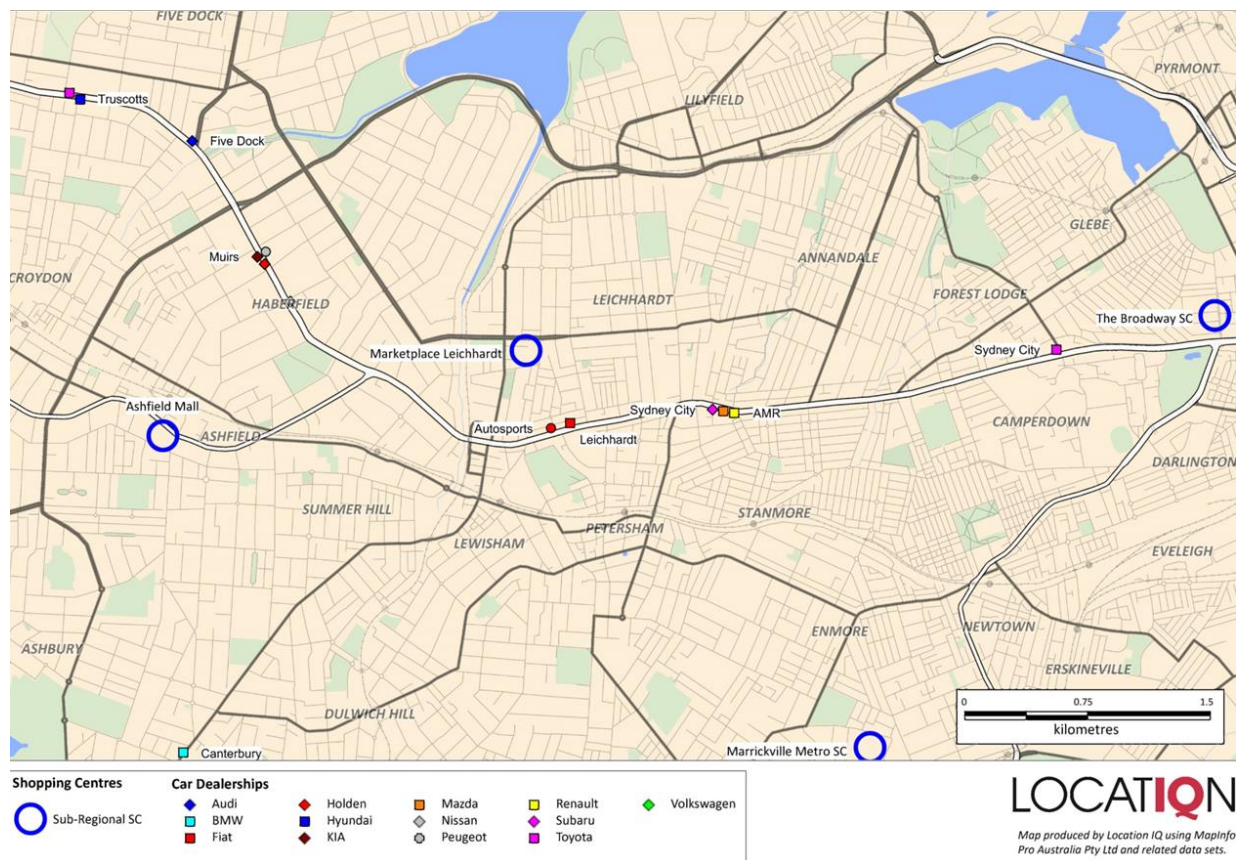 FIVE DOCK
PYRMONT
Truscotts
LILYFIELD
Five Dock
GLEBE
Muirs
ANNANDALE
CROYDON
HABERFIELD
LEICHHARDT
FOREST LODGE
The Broadway SC
Marketplace Leichhardt
Sydney City
Ashfield Mall
Sydney City
AMR
ASHFIELD
Autosports
Leichhardt
CAMPERDOWN
DARLINGTON
SUMMER HILL
STANMORE
PETERSHAM
LEWISHAM
EVELEIGH
ENMORE
NEWTOWN
ASHBURY
ERSKINEVILLE
0 0.75 1.5
kilometres
DULWICH HILL
Canterbury
Marrickville Metro SC
Shopping Centres
Sub-Regional SC
Car Dealerships
Audi Holden Mazda Renault Volkswagen
BMW Hyundai Nissan Subaru
Fiat KIA Peugeot Toyota
LOCATIQN
Map produced by Location IQ using MapInfo
Pro Australia Pty Ltd and related data sets.